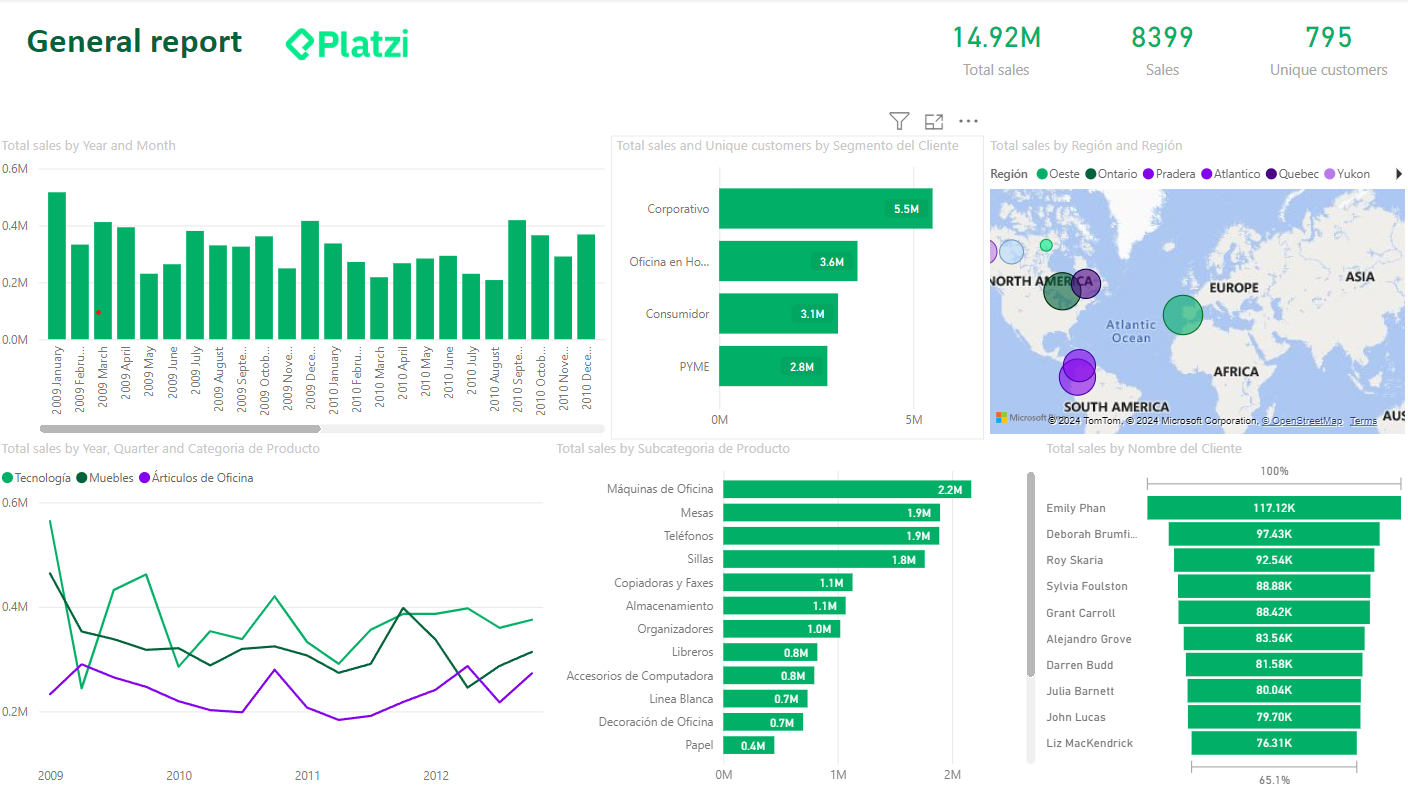 General report
Platzi
14.92M
Total sales
8399
Sales
795
Unique customers
Total sales by Year and Month
0.6M
0.4M
0.2M
0.0M
2009 January
2009 Febru...
2009 March
2009 April
2009 May
2009 June
2009 July
2009 August
2009 Septe...
2009 Octob...
2009 Nove...
2009 Dece...
2010 January
2010 Febru...
2010 March
2010 April
2010 May
2010 June
2010 July
2010 August
2010 Septe...
2010 Octob...
2010 Nove...
2010 Dece...
Total sales and Unique customers by Segmento del Cliente
Corporativo 5.5M
Oficina en Ho... 3.6M
Consumidor 3.1M
PYME 2.8M
0M 5M
Total sales by Región and Región
Región Oeste Ontario Pradera Atlantico Quebec Yukon
NORTH AMERICA
EUROPE
ASIA
Atlantic
Ocean
AFRICA
SOUTH AMERICA
AUS
Microsoft
© 2024 TomTom, © 2024 Microsoft Corporation, © OpenStreetMap Terms
Total sales by Year, Quarter and Categoria de Producto
Tecnología Muebles Árticulos de Oficina
0.6M
0.4M
0.2M
2009 2010 2011 2012
Total sales by Subcategoria de Producto
Máquinas de Oficina 2.2M
Mesas 1.9M
Teléfonos 1.9M
Sillas 1.8M
Copiadoras y Faxes 1.1M
Almacenamiento 1.1M
Organizadores 1.0M
Libreros 0.8M
Accesorios de Computadora 0.8M
Linea Blanca 0.7M
Decoración de Oficina 0.7M
Papel 0.4M
0M 1M 2M
Total sales by Nombre del Cliente
100%
Emily Phan 117.12K
Deborah Brumfi... 97.43K
Roy Skaria 92.54K
Sylvia Foulston 88.88K
Grant Carroll 88.42K
Alejandro Grove 83.56K
Darren Budd 81.58K
Julia Barnett 80.04K
John Lucas 79.70K
Liz MacKendrick 76.31K
65.1%